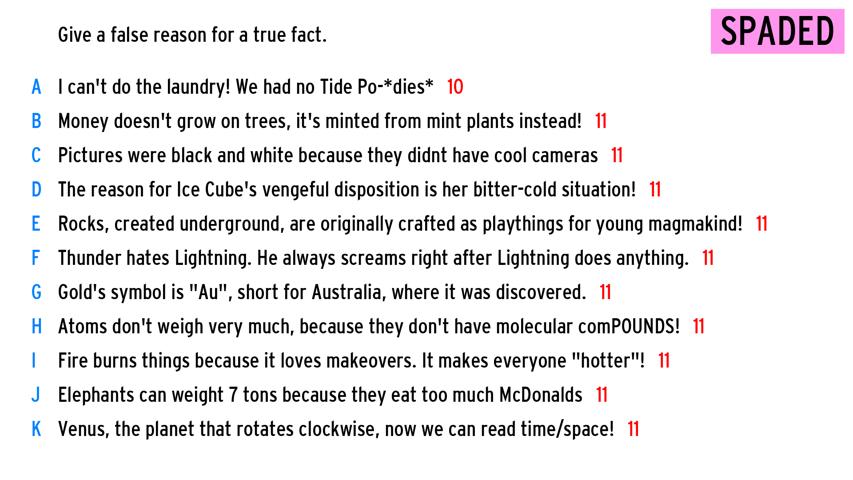 Give a false reason for a true fact.
SPADED
A I can't do the laundry! We had no Tide Po-*dies* 10
B Money doesn't grow on trees, it's minted from mint plants instead! 11
C Pictures were black and white because they didnt have cool cameras 11
D The reason for Ice Cube's vengeful disposition is her bitter-cold situation! 11
E Rocks, created underground, are originally crafted as playthings for young magmakind! 11
F Thunder hates Lightning. He always screams right after Lightning does anything. 11
G Gold's symbol is "Au", short for Australia, where it was discovered. 11
H Atoms don't weigh very much, because they don't have molecular comPOUNDS! 11
I Fire burns things because it loves makeovers. It makes everyone "hotter"! 11
J Elephants can weight 7 tons because they eat too much McDonalds 11
K Venus, the planet that rotates clockwise, now we can read time/space! 11